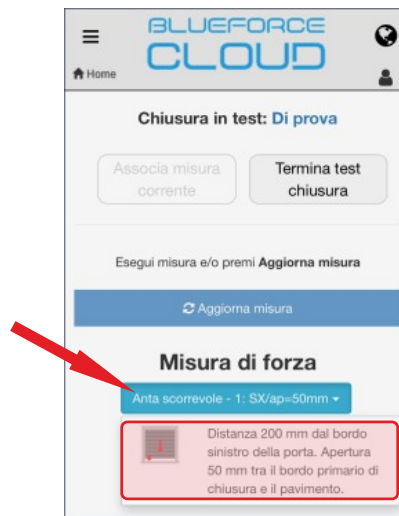 BLUEFORCE
CLOUD
Home
Chiusura in test: Di prova
Associa misura
corrente
Termina test
chiusura
Esegui misura e/o premi Aggiorna misura
Aggiorna misura
Misura di forza
Anta scorrevole - 1: SX/ap=50mm
Distanza 200 mm dal bordo
sinistro della porta. Apertura
50 mm tra il bordo primario di
chiusura e il pavimento.